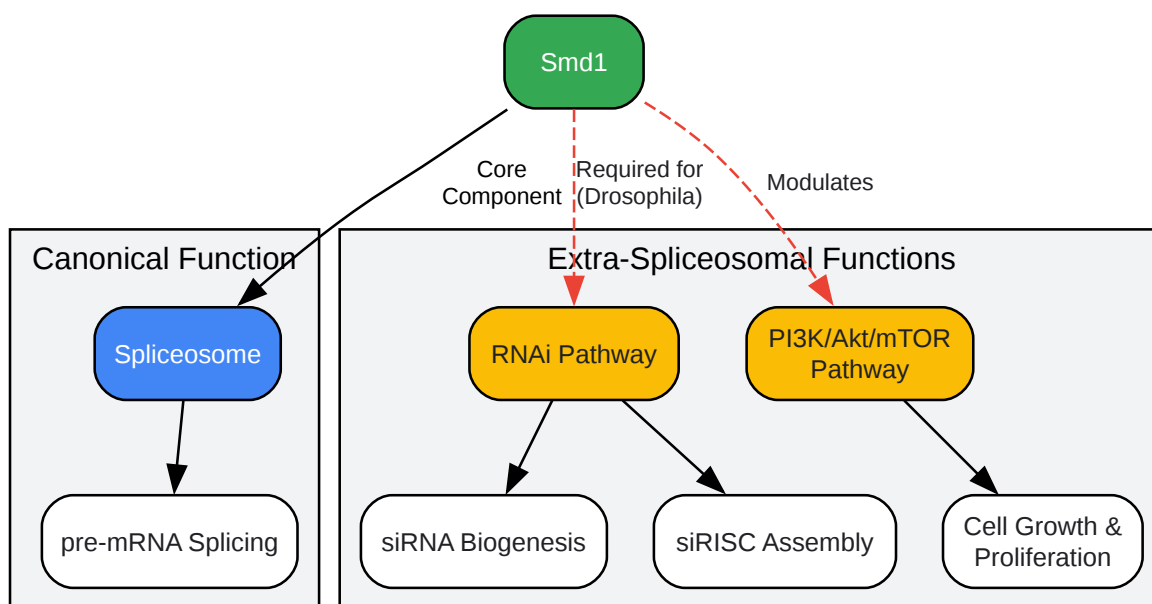 Smd1
Core
Component
Required for
(Drosophila)
Modulates
Canonical Function
Extra-Spliceosomal Functions
Spliceosome
RNAi Pathway
PI3K/Akt/mTOR
Pathway
pre-mRNA Splicing
siRNA Biogenesis
siRISC Assembly
Cell Growth &
Proliferation